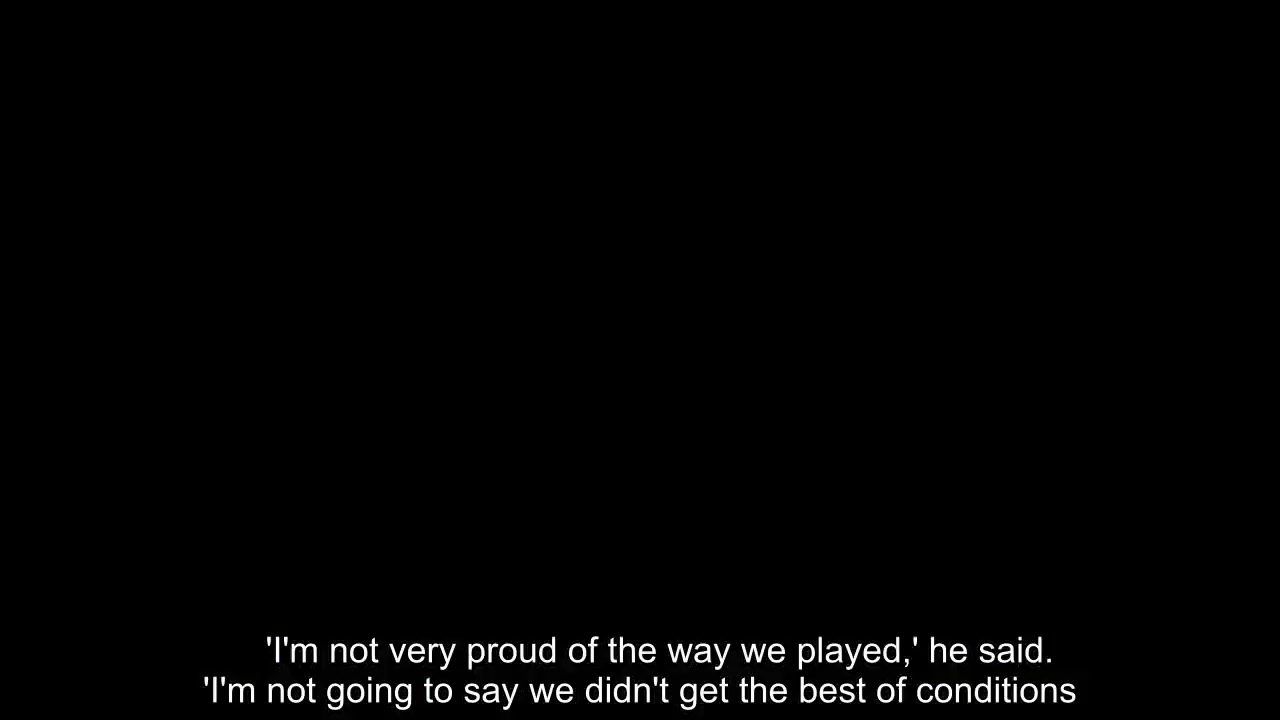 'I'm not very proud of the way we played,' he said.
'I'm not going to say we didn't get the best of conditions